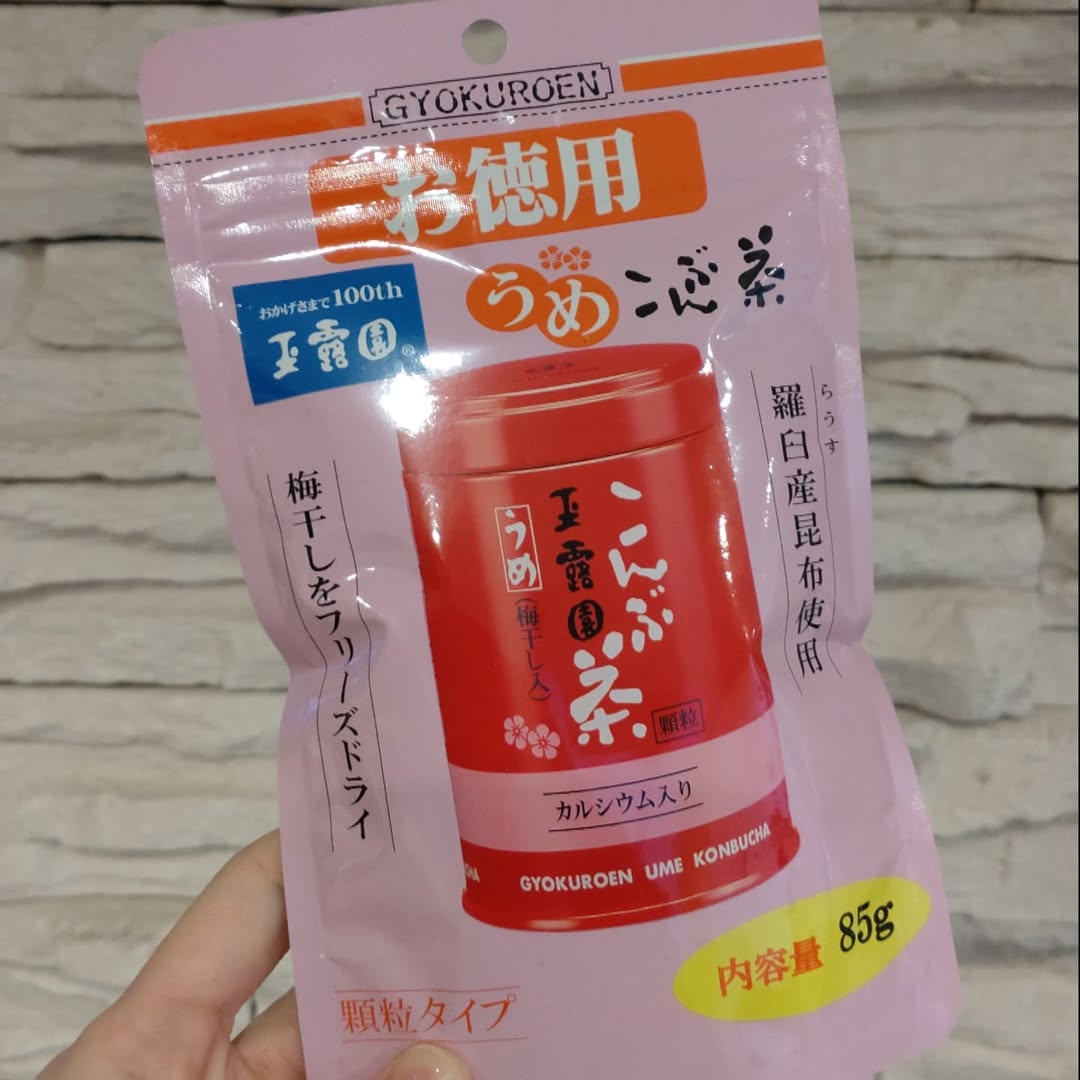 GYOKUROEN
お徳用
うめ こんぶ茶
おかげさまで100th
玉露園®
らうす
羅臼産昆布使用
梅干しをフリーズドライ
こんぶ茶
玉露園
うめ
(梅干し入)
顆粒
カルシウム入り
CHA GYOKUROEN UME KONBUCHA
内容量 85g
顆粒タイプ